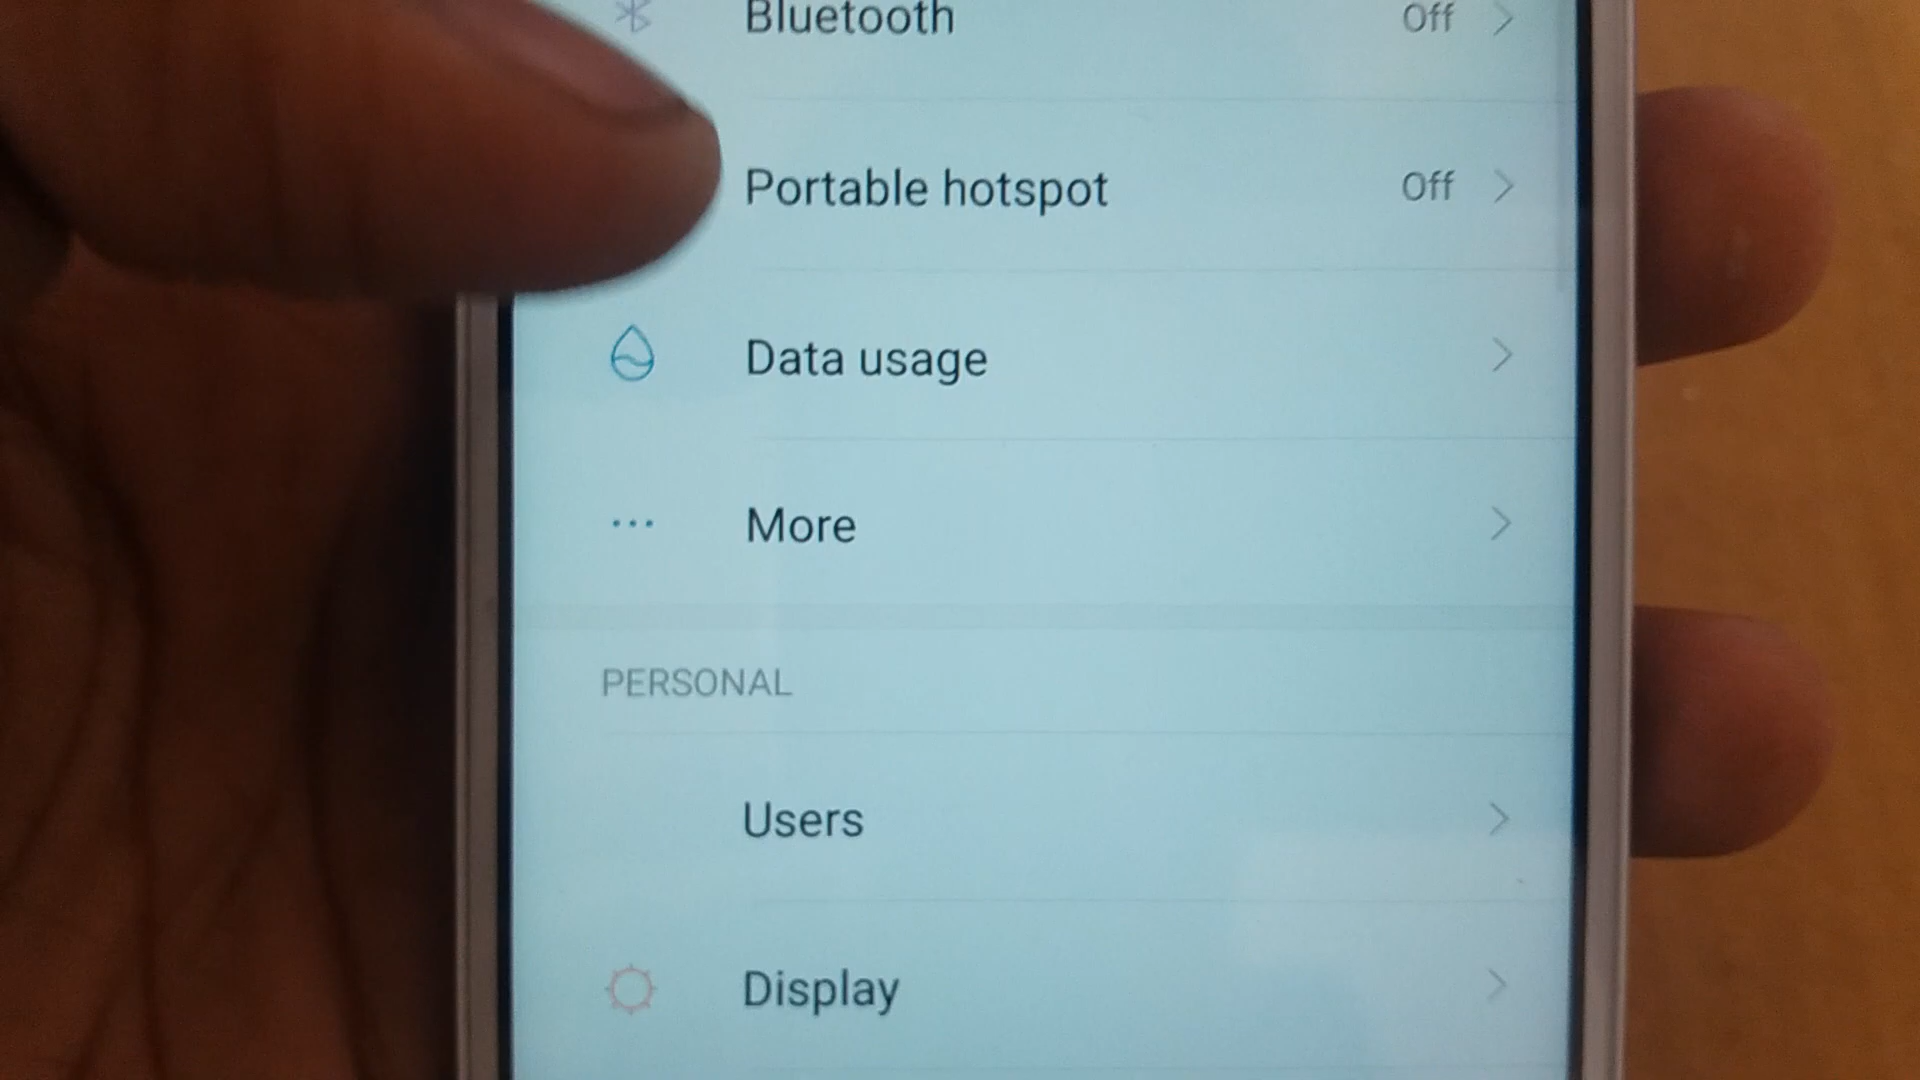 Bluetooth Off
Portable hotspot Off
Data usage
More
PERSONAL
Users
Display